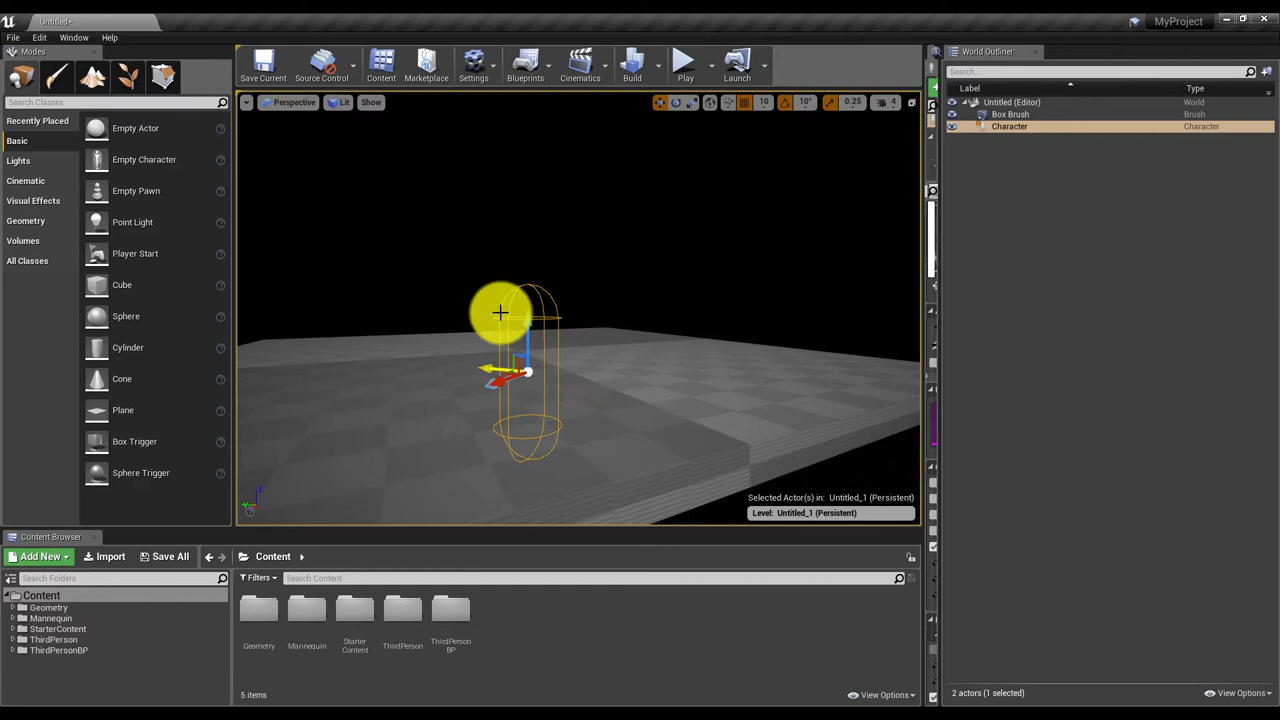 Untitled*
MyProject
File Edit Window Help
Modes
Search Classes
Recently Placed
Basic
Lights
Cinematic
Visual Effects
Geometry
Volumes
All Classes
Empty Actor
Empty Character
Empty Pawn
Point Light
Player Start
Cube
Sphere
Cylinder
Cone
Plane
Box Trigger
Sphere Trigger
Save Current Source Control Content Marketplace Settings Blueprints Cinematics Build Play Launch
Perspective Lit Show 10 10° 0.25 4
Selected Actor(s) in: Untitled_1 (Persistent)
Level: Untitled_1 (Persistent)
World Outliner
Search...
Label Type
Untitled (Editor) World
Box Brush Brush
Character Character
2 actors (1 selected) View Options
Content Browser
Add New Import Save All Content
Search Folders
Filters Search Content
Content
Geometry
Mannequin
StarterContent
ThirdPerson
ThirdPersonBP
Geometry
Mannequin
Starter
Content
ThirdPerson
ThirdPerson
BP
5 items View Options